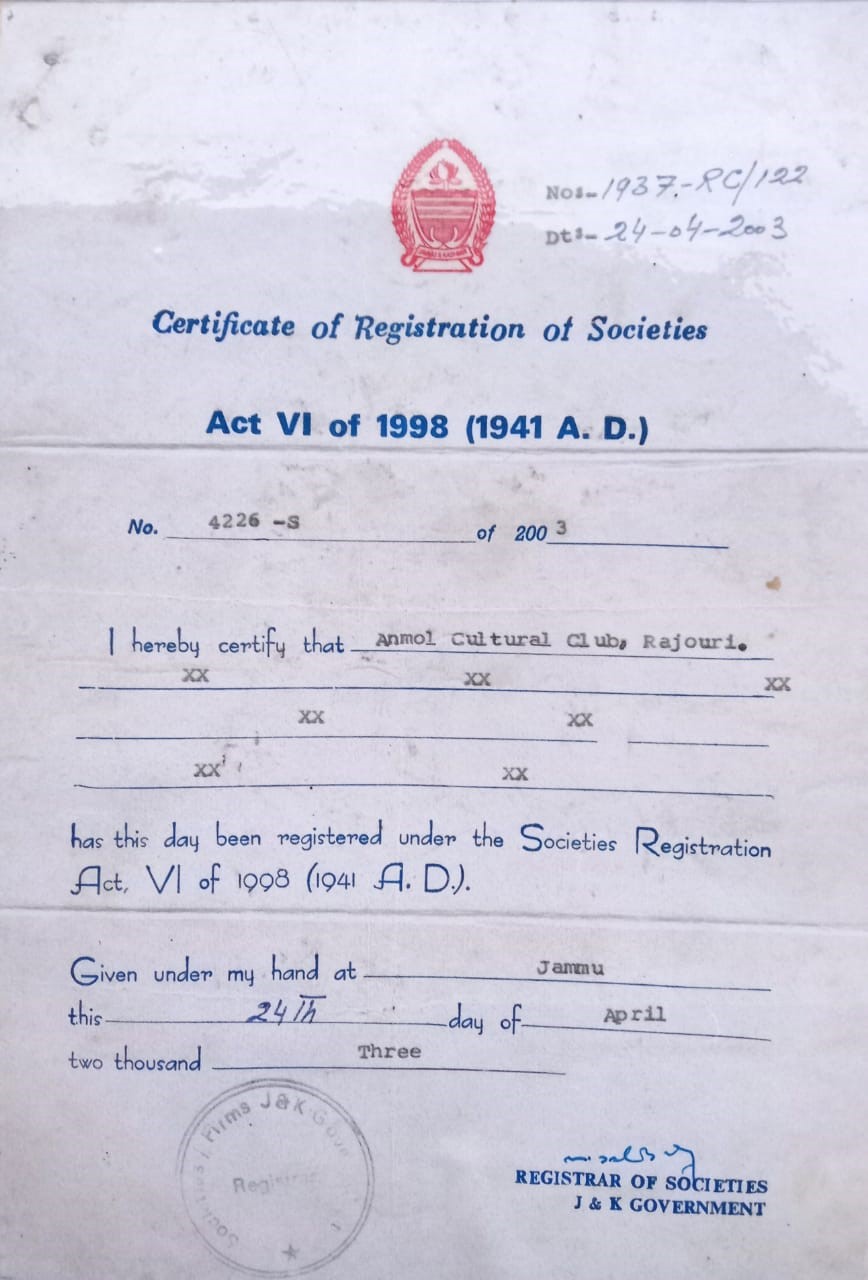 No:- 1937.-RC/122
Dt:- 24-04-2003
Certificate of Registration of Societies
Act VI of 1998 (1941 A. D.)
No. 4226 -S of 200 3
I hereby certify that Anmol Cultural Club, Rajouri.
xx xx xx
xx xx
xx xx
has this day been registered under the Societies Registration
Act, VI of 1998 (1941 A. D.).
Given under my hand at Jammu
this 24th day of April
two thousand Three
Firms J&K
Registrar
REGISTRAR OF SOCIETIES
J & K GOVERNMENT